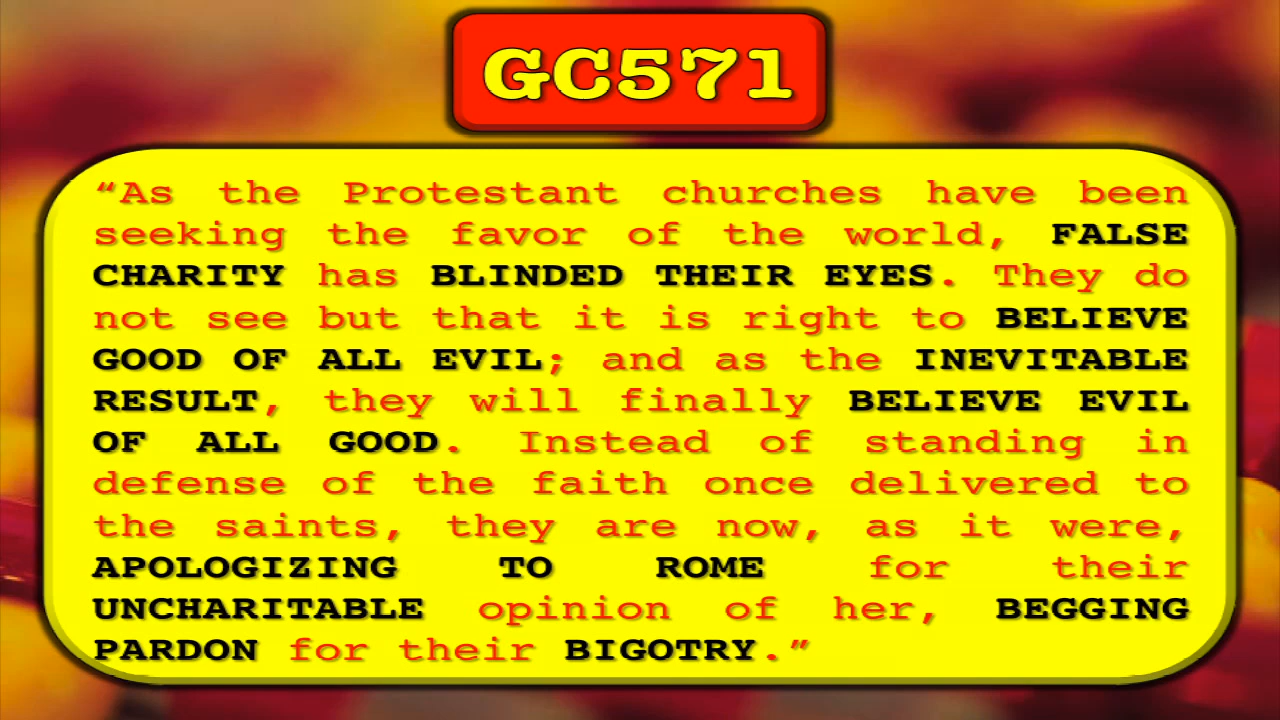 GC571
“As the Protestant churches have been
seeking the favor of the world, FALSE
CHARITY has BLINDED THEIR EYES. They do
not see but that it is right to BELIEVE
GOOD OF ALL EVIL; and as the INEVITABLE
RESULT, they will finally BELIEVE EVIL
OF ALL GOOD. Instead of standing in
defense of the faith once delivered to
the saints, they are now, as it were,
APOLOGIZING TO ROME for their
UNCHARITABLE opinion of her, BEGGING
PARDON for their BIGOTRY.”